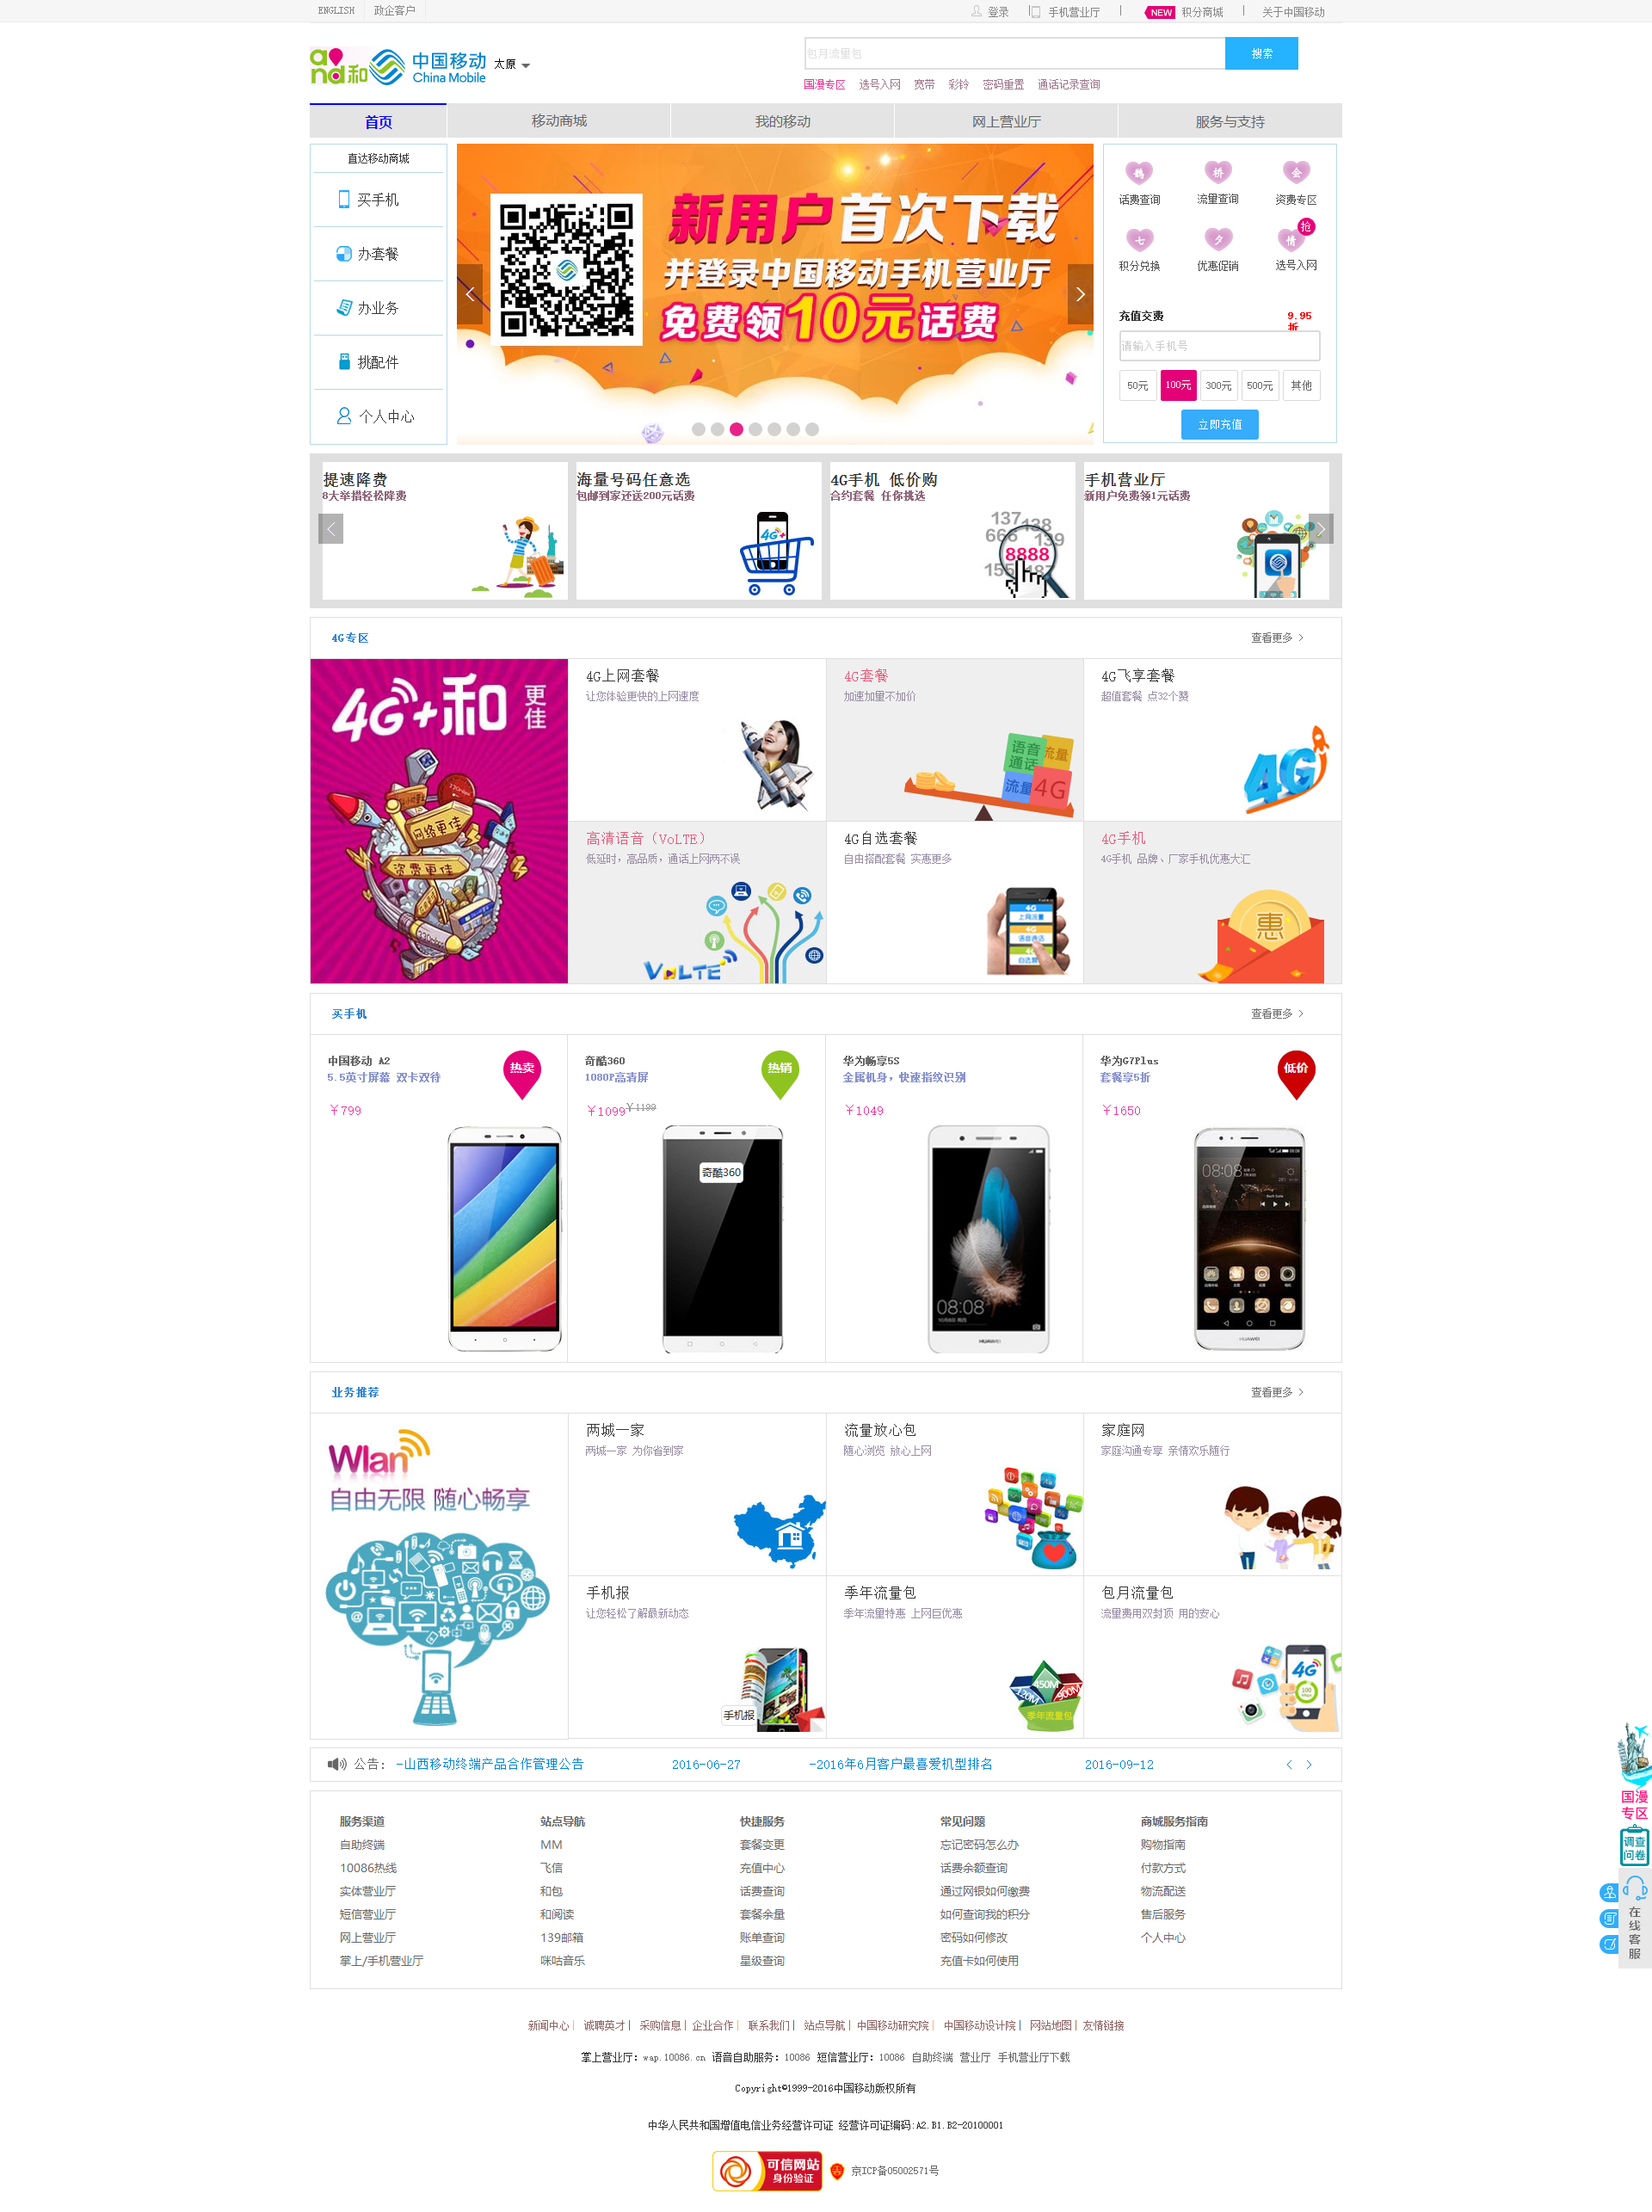 ENGLISH 政企客户 登录 手机营业厅 NEW 积分商城 关于中国移动
and和 中国移动 China Mobile 太原
包月流量包 搜索
国漫专区 选号入网 宽带 彩铃 密码重置 通话记录查询
首页 移动商城 我的移动 网上营业厅 服务与支持
直达移动商城
买手机
办套餐
办业务
挑配件
个人中心
新用户首次下载
并登录中国移动手机营业厅
免费领10元话费
鹊 桥 会
话费查询 流量查询 资费专区
七 夕 情 抢
积分兑换 优惠促销 选号入网
充值交费 9.95折
请输入手机号
50元 100元 300元 500元 其他
立即充值
提速降费
8大举措轻松降费
海量号码任意选
包邮到家还送200元话费
4G+
4G手机 低价购
合约套餐 任你挑选
137 138
666 139
8888
155 187
手机营业厅
新用户免费领1元话费
4G专区 查看更多
4G+和 更佳
网络更佳
资费更佳
4G上网套餐
让您体验更快的上网速度
4G套餐
加速加量不加价
语音通话 流量
流量 4G
4G飞享套餐
超值套餐 点32个赞
4G
高清语音（VoLTE）
低延时，高品质，通话上网两不误
VoLTE
4G自选套餐
自由搭配套餐 实惠更多
4G手机
4G手机 品牌、厂家手机优惠大汇
惠
买手机 查看更多
中国移动 A2
5.5英寸屏幕 双卡双待
热卖
￥799
奇酷360
1080P高清屏
热销
￥1099￥1199
奇酷360
华为畅享5S
金属机身，快速指纹识别
￥1049
08:08
HUAWEI
华为G7Plus
套餐享5折
低价
￥1650
08:08
HUAWEI
业务推荐 查看更多
Wlan
自由无限 随心畅享
两城一家
两城一家 为你省到家
流量放心包
随心浏览 放心上网
家庭网
家庭沟通专享 亲情欢乐随行
手机报
让您轻松了解最新动态
手机报
季年流量包
季年流量特惠 上网巨优惠
120M 450M 900M
季年流量包
包月流量包
流量费用双封顶 用的安心
4G
公告: -山西移动终端产品合作管理公告 2016-06-27 -2016年6月客户最喜爱机型排名 2016-09-12
国漫专区
调查问卷
在线客服
服务渠道 站点导航 快捷服务 常见问题 商城服务指南
自助终端 MM 套餐变更 忘记密码怎么办 购物指南
10086热线 飞信 充值中心 话费余额查询 付款方式
实体营业厅 和包 话费查询 通过网银如何缴费 物流配送
短信营业厅 和阅读 套餐余量 如何查询我的积分 售后服务
网上营业厅 139邮箱 账单查询 密码如何修改 个人中心
掌上/手机营业厅 咪咕音乐 星级查询 充值卡如何使用
新闻中心| 诚聘英才| 采购信息| 企业合作| 联系我们| 站点导航| 中国移动研究院| 中国移动设计院| 网站地图| 友情链接
掌上营业厅: wap.10086.cn 语音自助服务: 10086 短信营业厅: 10086 自助终端 营业厅 手机营业厅下载
Copyright©1999-2016中国移动版权所有
中华人民共和国增值电信业务经营许可证 经营许可证编码:A2.B1.B2-20100001
可信网站 身份验证 京ICP备05002571号